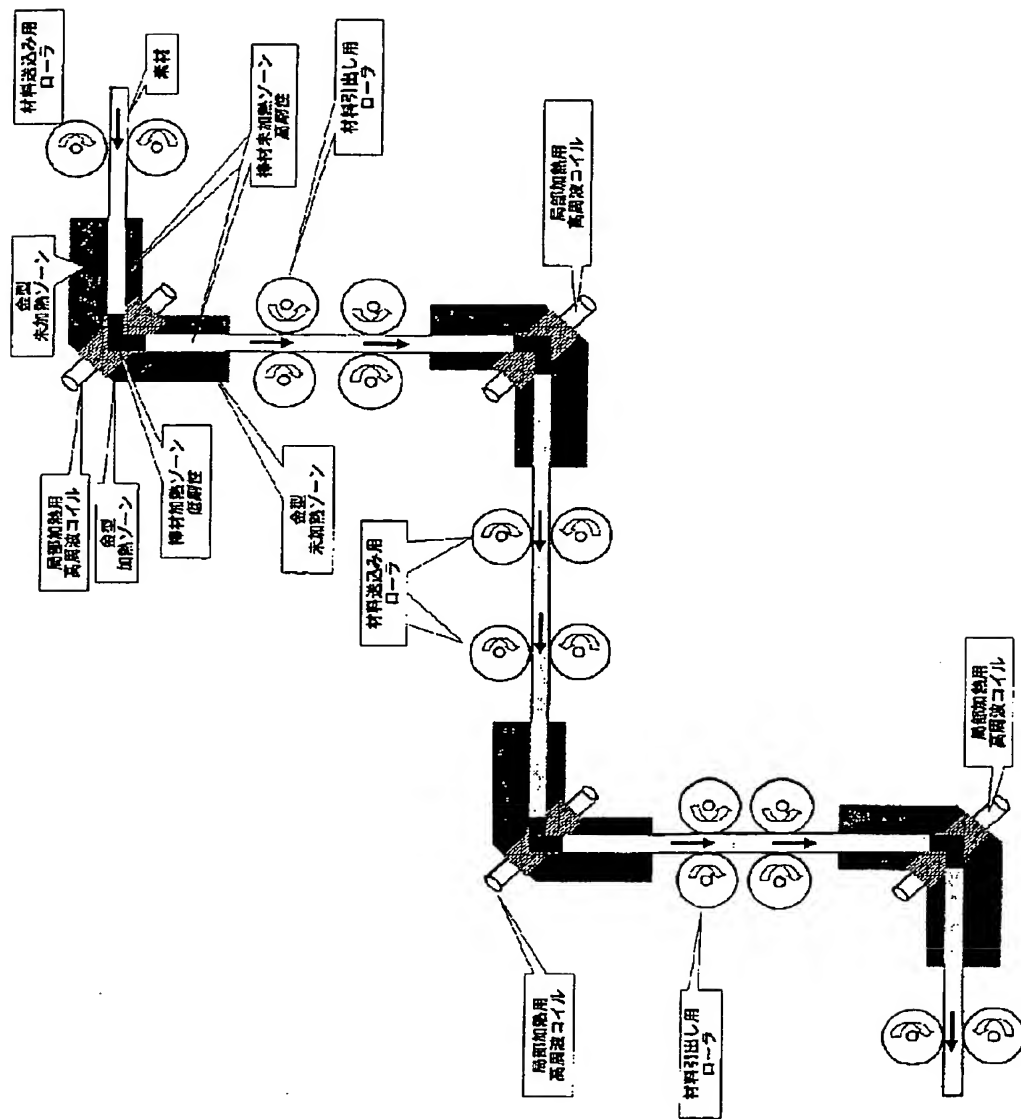 金型
未加熱ゾーン
材料送込み用
ローラ
局部加熱用
高周波コイル
金型
加熱ゾーン
素材
棒材加熱ゾーン
低剛性
棒材未加熱ゾーン
高剛性
金型
未加熱ゾーン
材料引出し用
ローラ
材料送込み用
ローラ
局部加熱用
高周波コイル
局部加熱用
高周波コイル
材料引出し用
ローラ
局部加熱用
高周波コイル